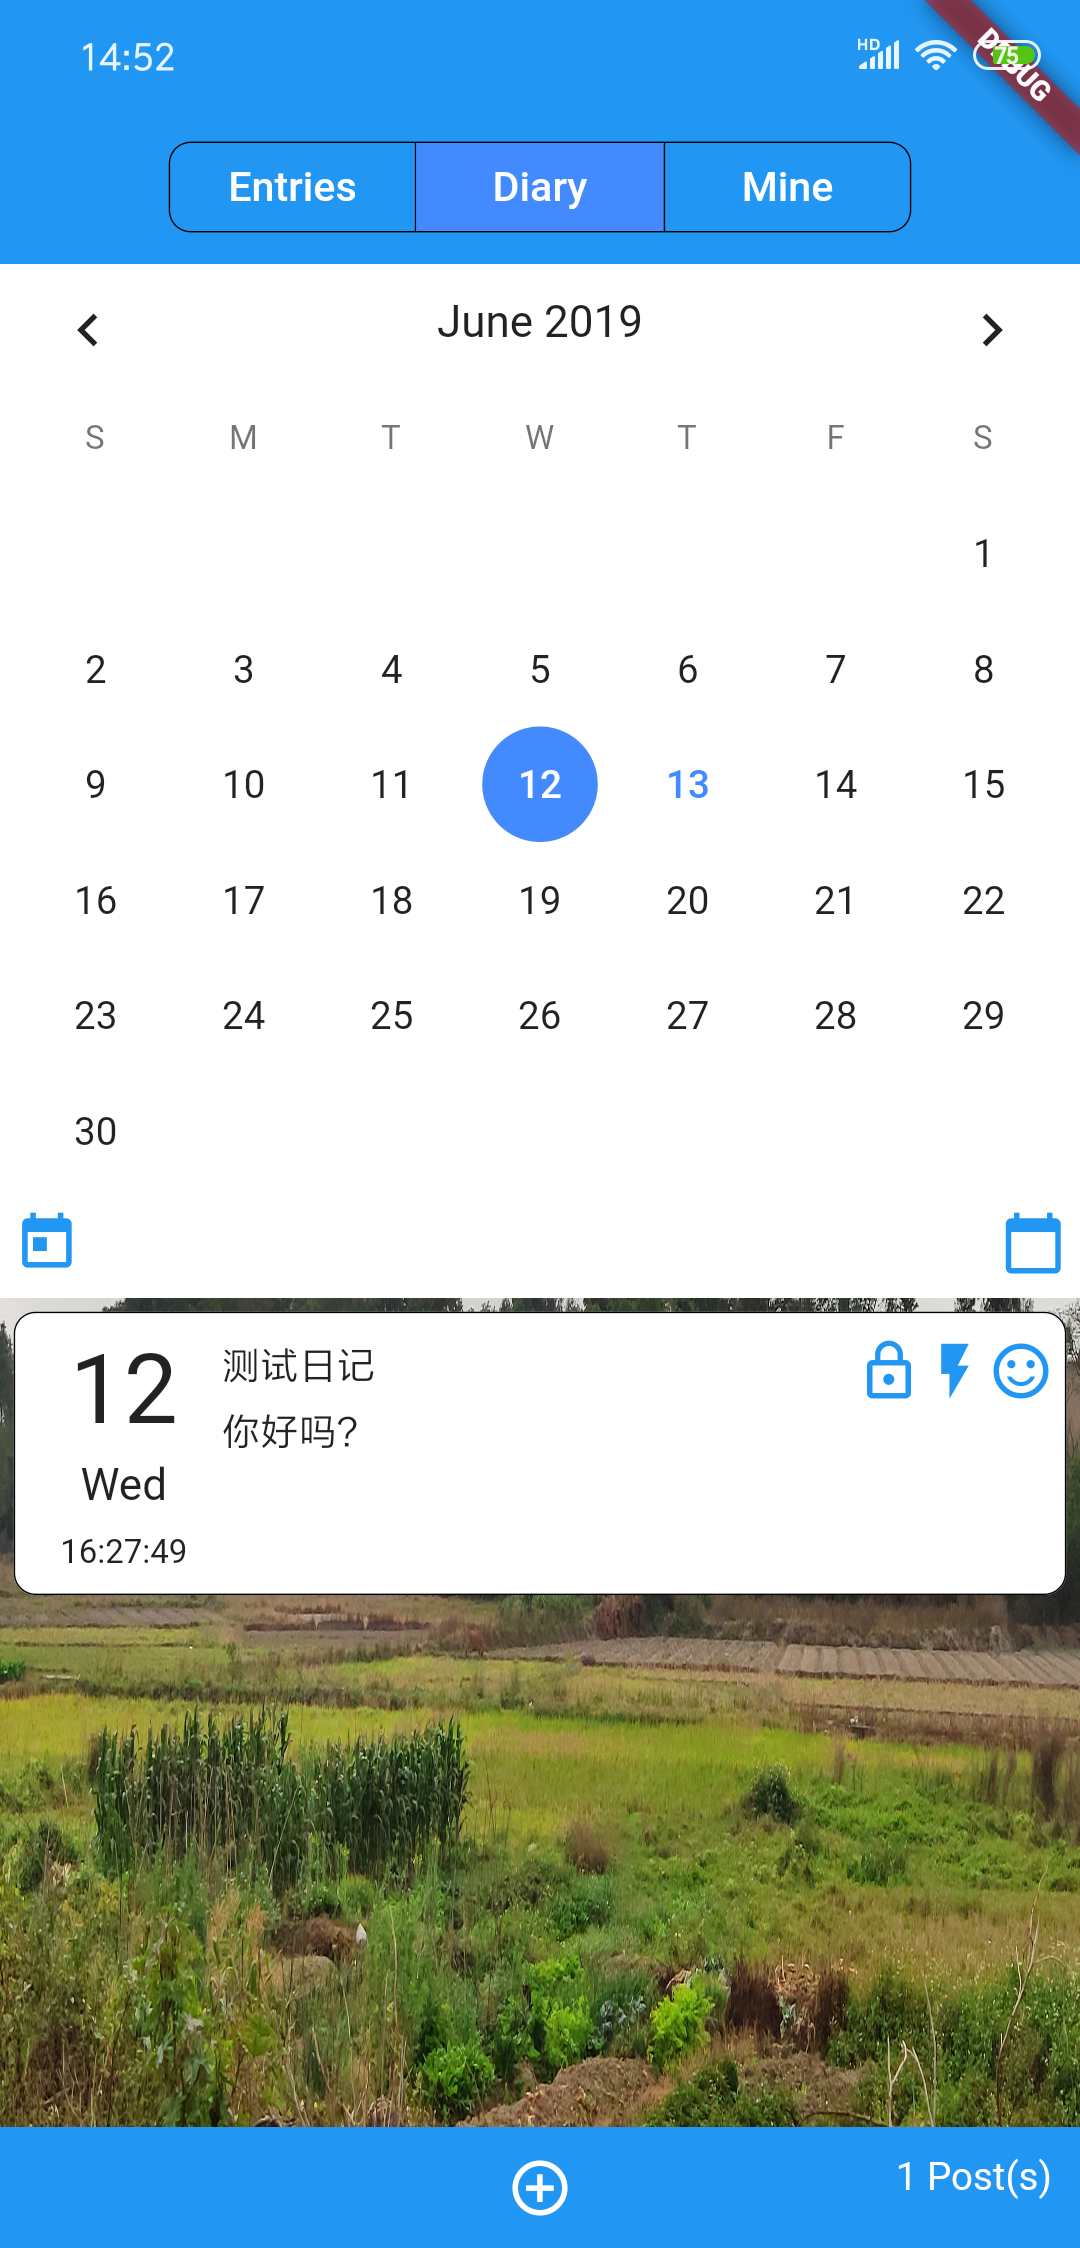 14:52
HD
75
DEBUG
Entries Diary Mine
June 2019
S M T W T F S
1
2 3 4 5 6 7 8
9 10 11 12 13 14 15
16 17 18 19 20 21 22
23 24 25 26 27 28 29
30
12
测试日记
你好吗?
Wed
16:27:49
1 Post(s)